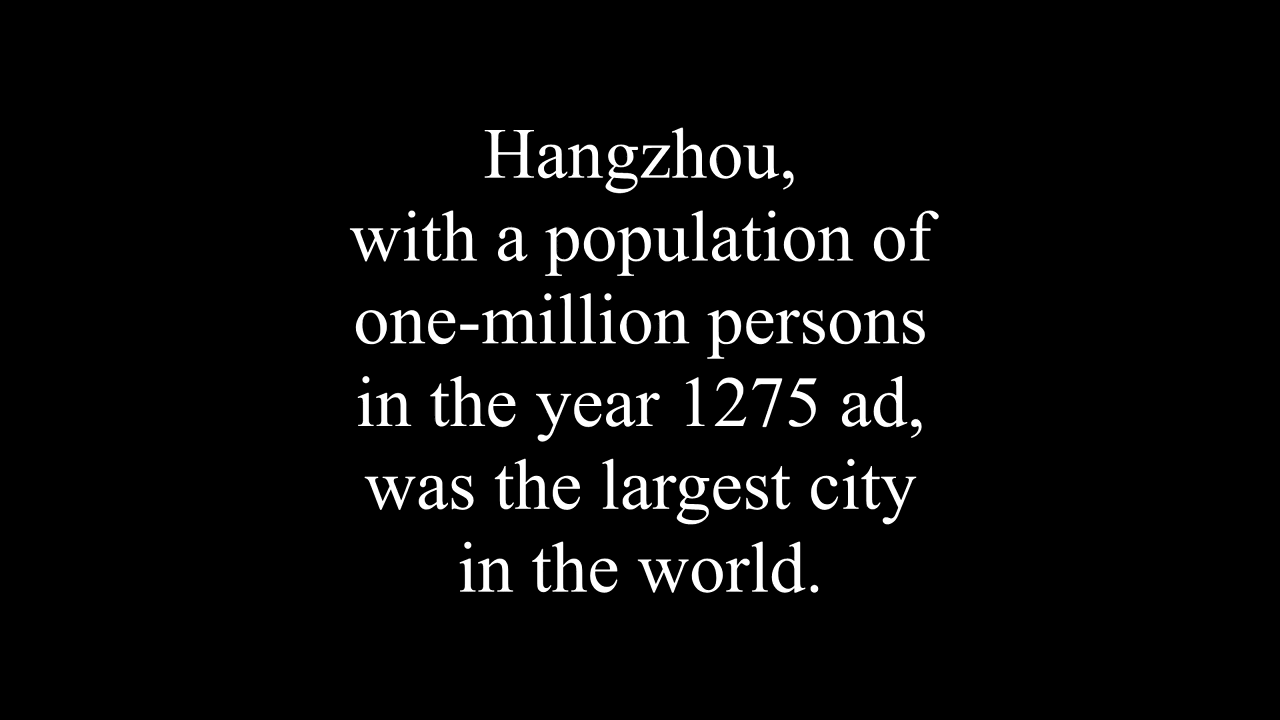 Hangzhou,
with a population of
one-million persons
in the year 1275 ad,
was the largest city
in the world.